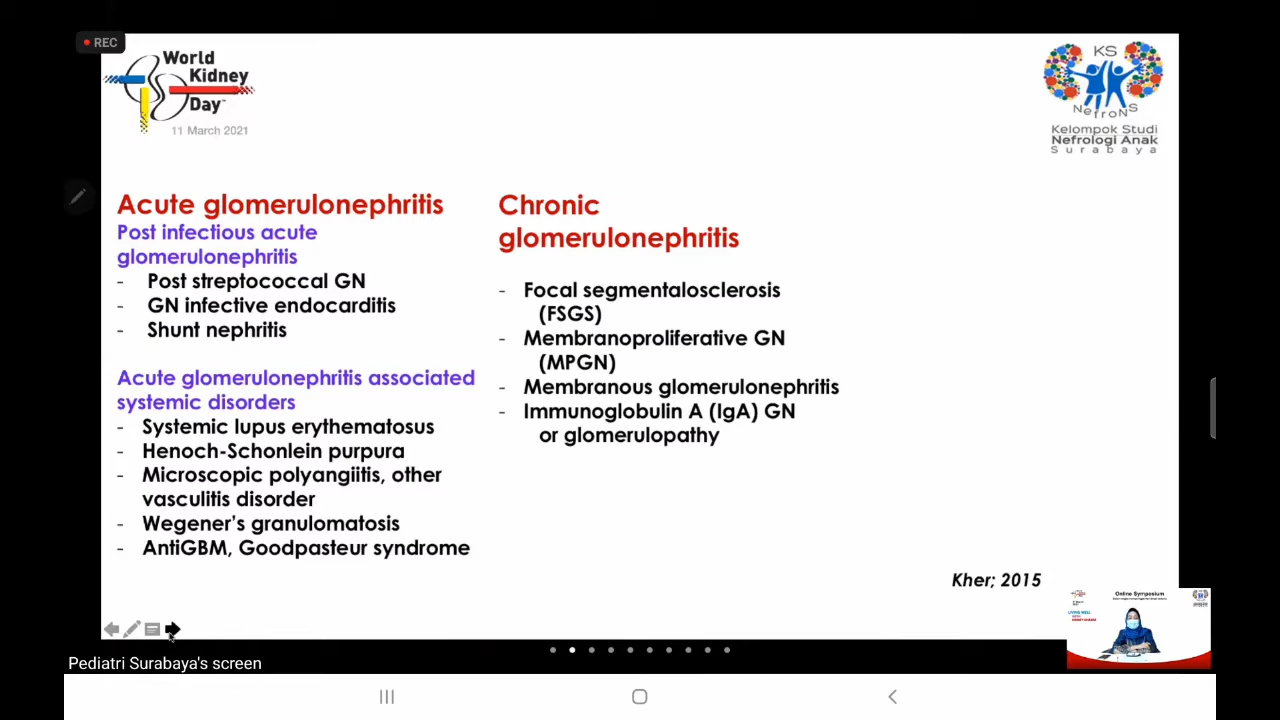 REC
World
Kidney
Day
11 March 2021
KS
NefroNS
Kelompok Studi
Nefrologi Anak
Surabaya
Acute glomerulonephritis
Post infectious acute
glomerulonephritis
- Post streptococcal GN
- GN infective endocarditis
- Shunt nephritis
Acute glomerulonephritis associated
systemic disorders
- Systemic lupus erythematosus
- Henoch-Schonlein purpura
- Microscopic polyangiitis, other
vasculitis disorder
- Wegener's granulomatosis
- AntiGBM, Goodpasteur syndrome
Chronic
glomerulonephritis
- Focal segmentalosclerosis
(FSGS)
- Membranoproliferative GN
(MPGN)
- Membranous glomerulonephritis
- Immunoglobulin A (IgA) GN
or glomerulopathy
Kher; 2015
Online Symposium
LIVING WELL
Pediatri Surabaya's screen